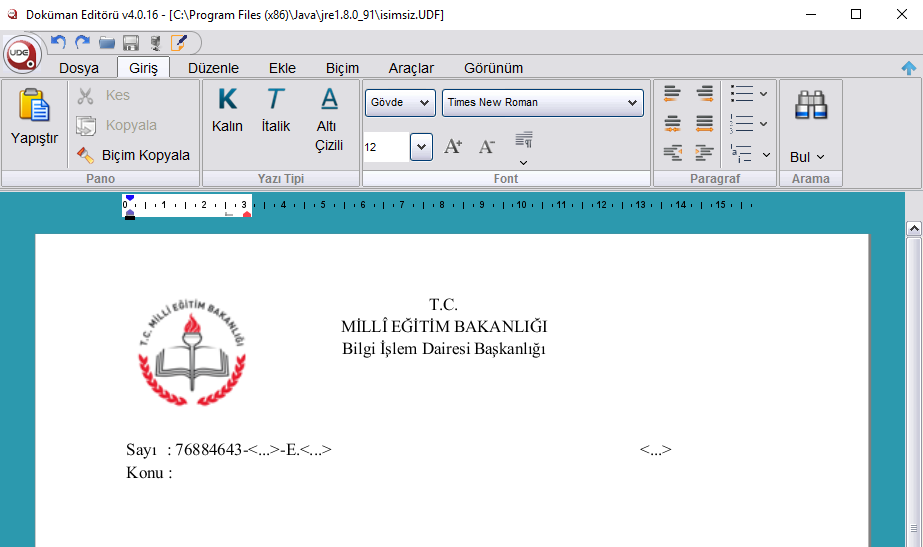 Doküman Editörü v4.0.16 - [C:\Program Files (x86)\Java\jre1.8.0_91\isimsiz.UDF]
UDE
Dosya Giriş Düzenle Ekle Biçim Araçlar Görünüm
Yapıştır
Kes
Kopyala
Biçim Kopyala
K T A
Kalın İtalik Altı Çizili
Gövde Times New Roman
12 A+ A-
Bul
Pano Yazı Tipi Font Paragraf Arama
0 1 2 3 4 5 6 7 8 9 10 11 12 13 14 15
T.C. MİLLÎ EĞİTİM BAKANLIĞI
T.C.
MİLLÎ EĞİTİM BAKANLIĞI
Bilgi İşlem Dairesi Başkanlığı
Sayı : 76884643-<...>-E.<...> <...>
Konu :